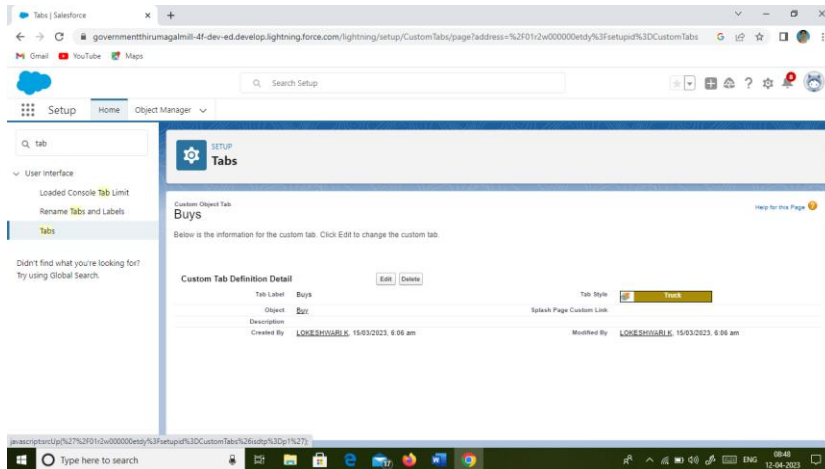 Tabs | Salesforce
governmentthirumagalmill-4f-dev-ed.develop.lightning.force.com/lightning/setup/CustomTabs/page?address=%2F01r2w000000etdy%3Fsetupid%3DCustomTabs
Gmail YouTube Maps
Search Setup
Setup Home Object Manager
tab
User Interface
Loaded Console Tab Limit
Rename Tabs and Labels
Tabs
Didn't find what you're looking for?
Try using Global Search.
SETUP
Tabs
Custom Object Tab
Buys
Help for this Page
Below is the information for the custom tab. Click Edit to change the custom tab.
Custom Tab Definition Detail Edit Delete
Tab Label Buys Tab Style Truck
Object Buy Splash Page Custom Link
Description
Created By LOKESHWARI K, 15/03/2023, 6:06 am Modified By LOKESHWARI K, 15/03/2023, 6:06 am
javascript:srcUp(%27%2F01r2w000000etdy%3Fsetupid%3DCustomTabs%26isdtp%3Dp1%27);
Type here to search 17 ENG 08:48
12-04-2023